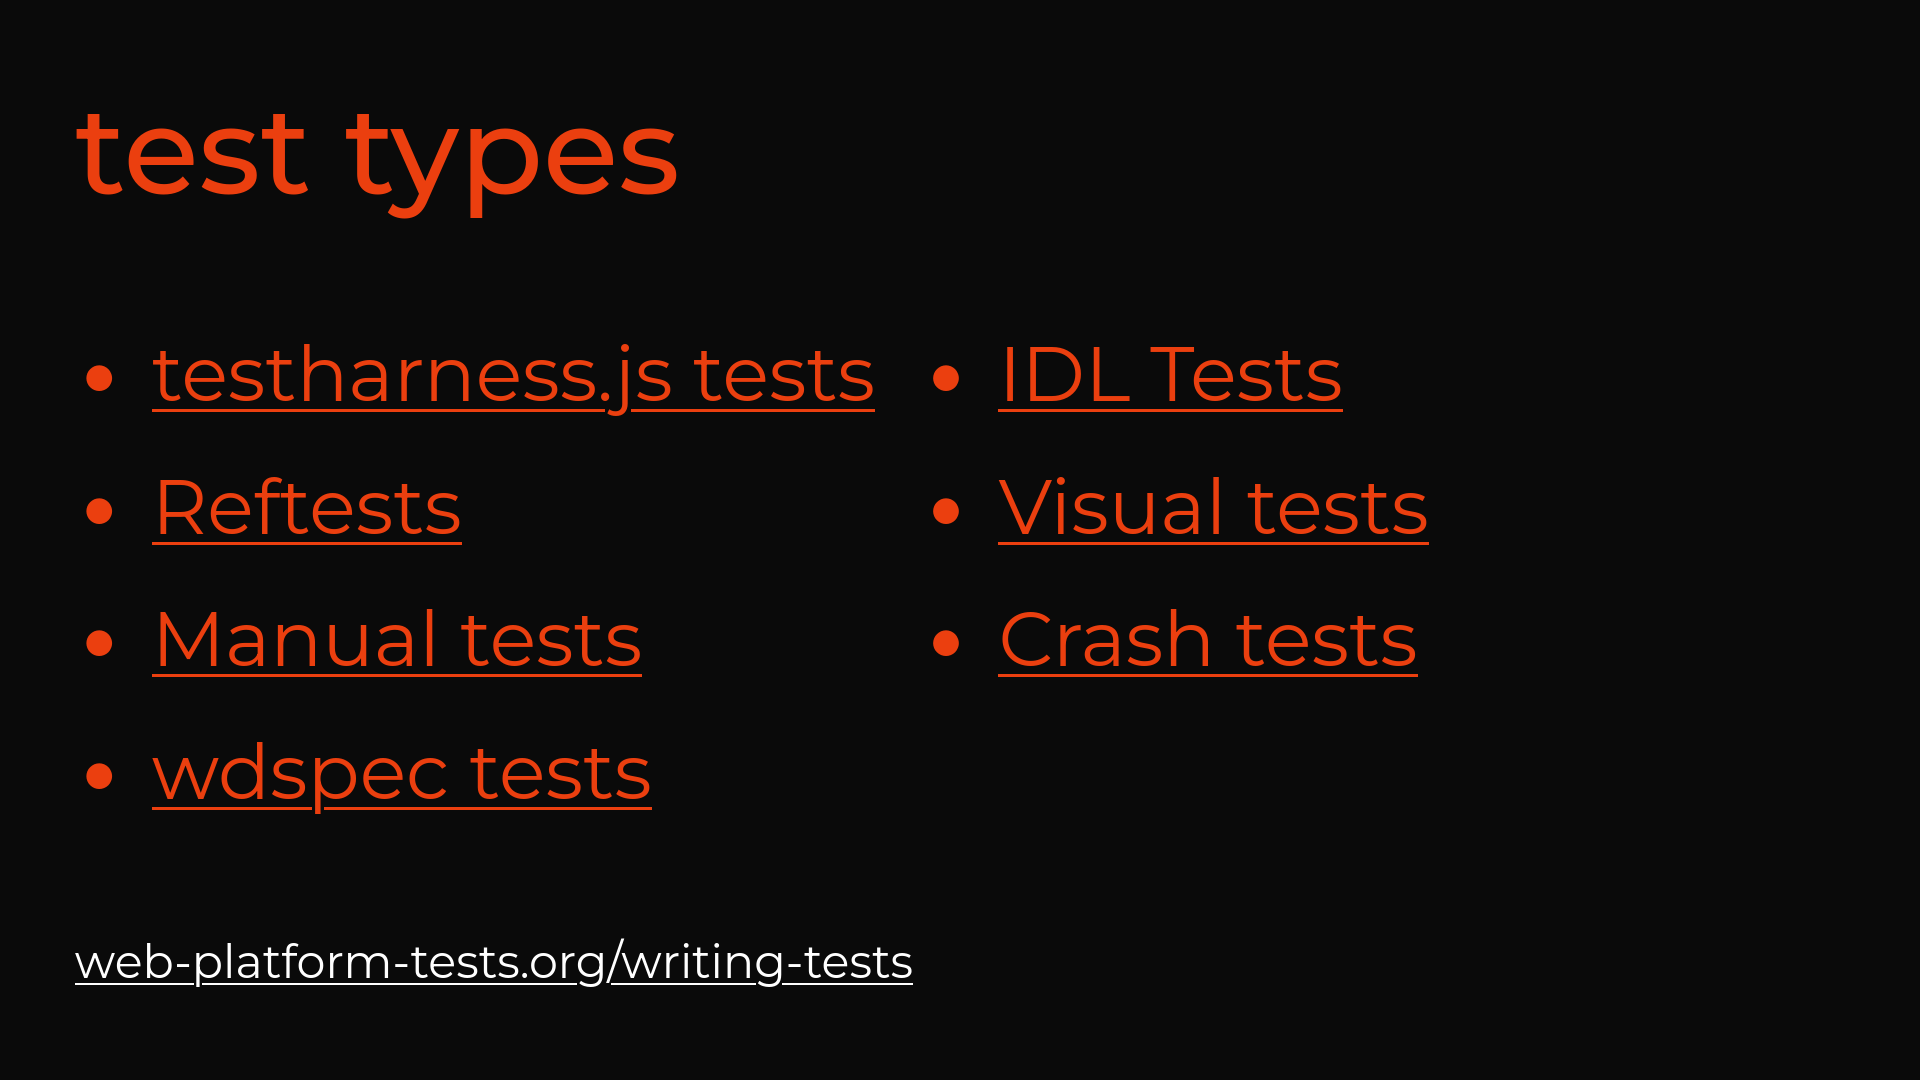 test types
• testharness.js tests
• Reftests
• Manual tests
• wdspec tests
• IDL Tests
• Visual tests
• Crash tests
web-platform-tests.org/writing-tests